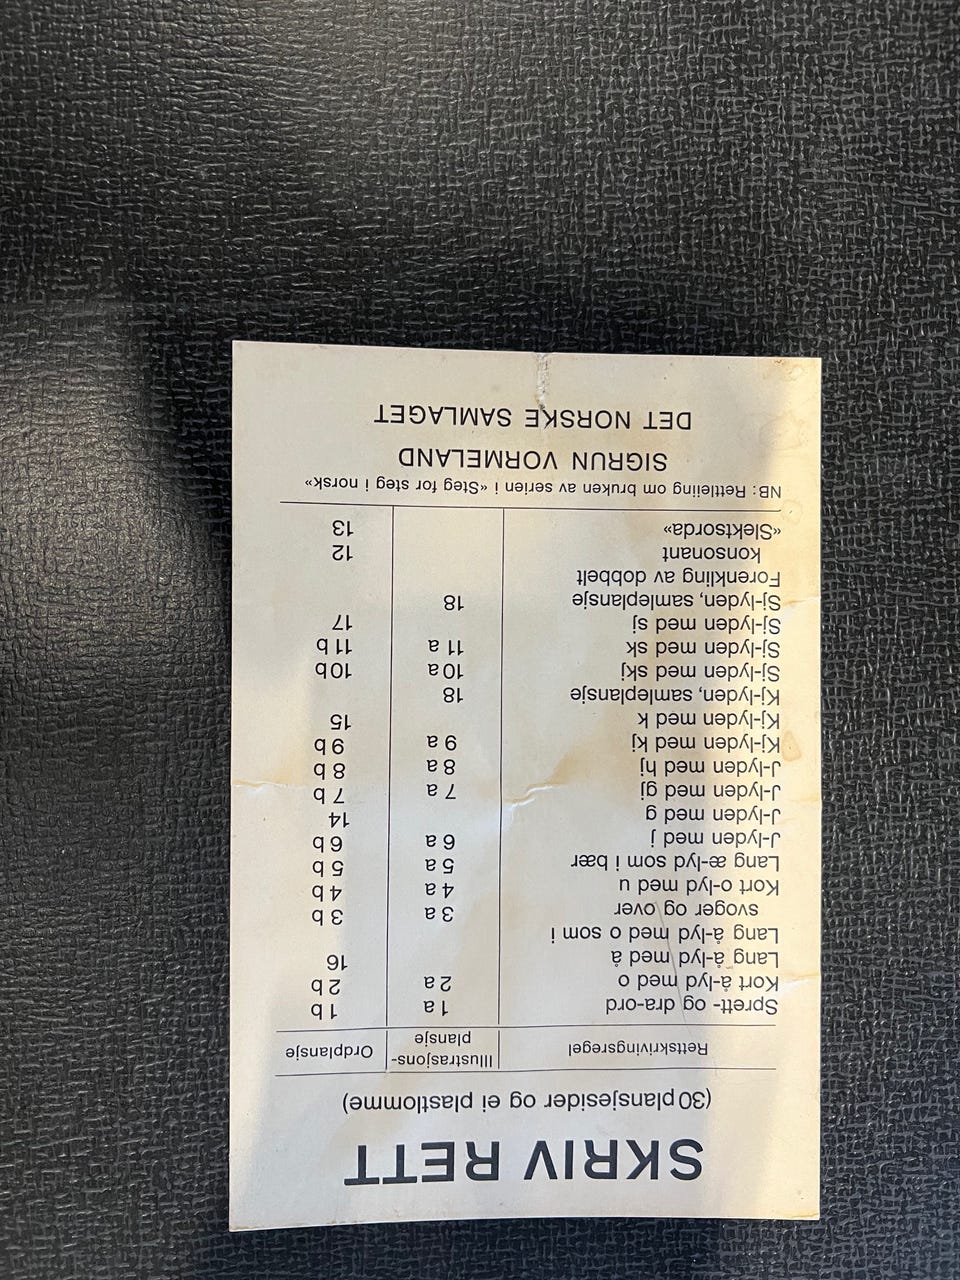 SKRIV RETT
(30 plansjesider og ei plastlomme)
Rettskrivingsregel Illustrasjons- plansje Ordplansje
Sprett- og dra-ord 1 a 1 b
Kort å-lyd med o 2 a 2 b
Lang å-lyd med å 16
Lang å-lyd med o som i
svoger og over 3 a 3 b
Kort o-lyd med u 4 a 4 b
Lang æ-lyd som i bær 5 a 5 b
J-lyden med j 6 a 6 b
J-lyden med g 14
J-lyden med gj 7 a 7 b
J-lyden med hj 8 a 8 b
Kj-lyden med kj 9 a 9 b
Kj-lyden med k 15
Kj-lyden, samleplansje 18
Sj-lyden med skj 10 a 10 b
Sj-lyden med sk 11 a 11 b
Sj-lyden med sj 17
Sj-lyden, samleplansje 18
Forenkling av dobbelt
konsonant 12
«Slektsorda» 13
NB: Rettleiing om bruken av serien i «Steg for steg i norsk»
SIGRUN VORMELAND
DET NORSKE SAMLAGET